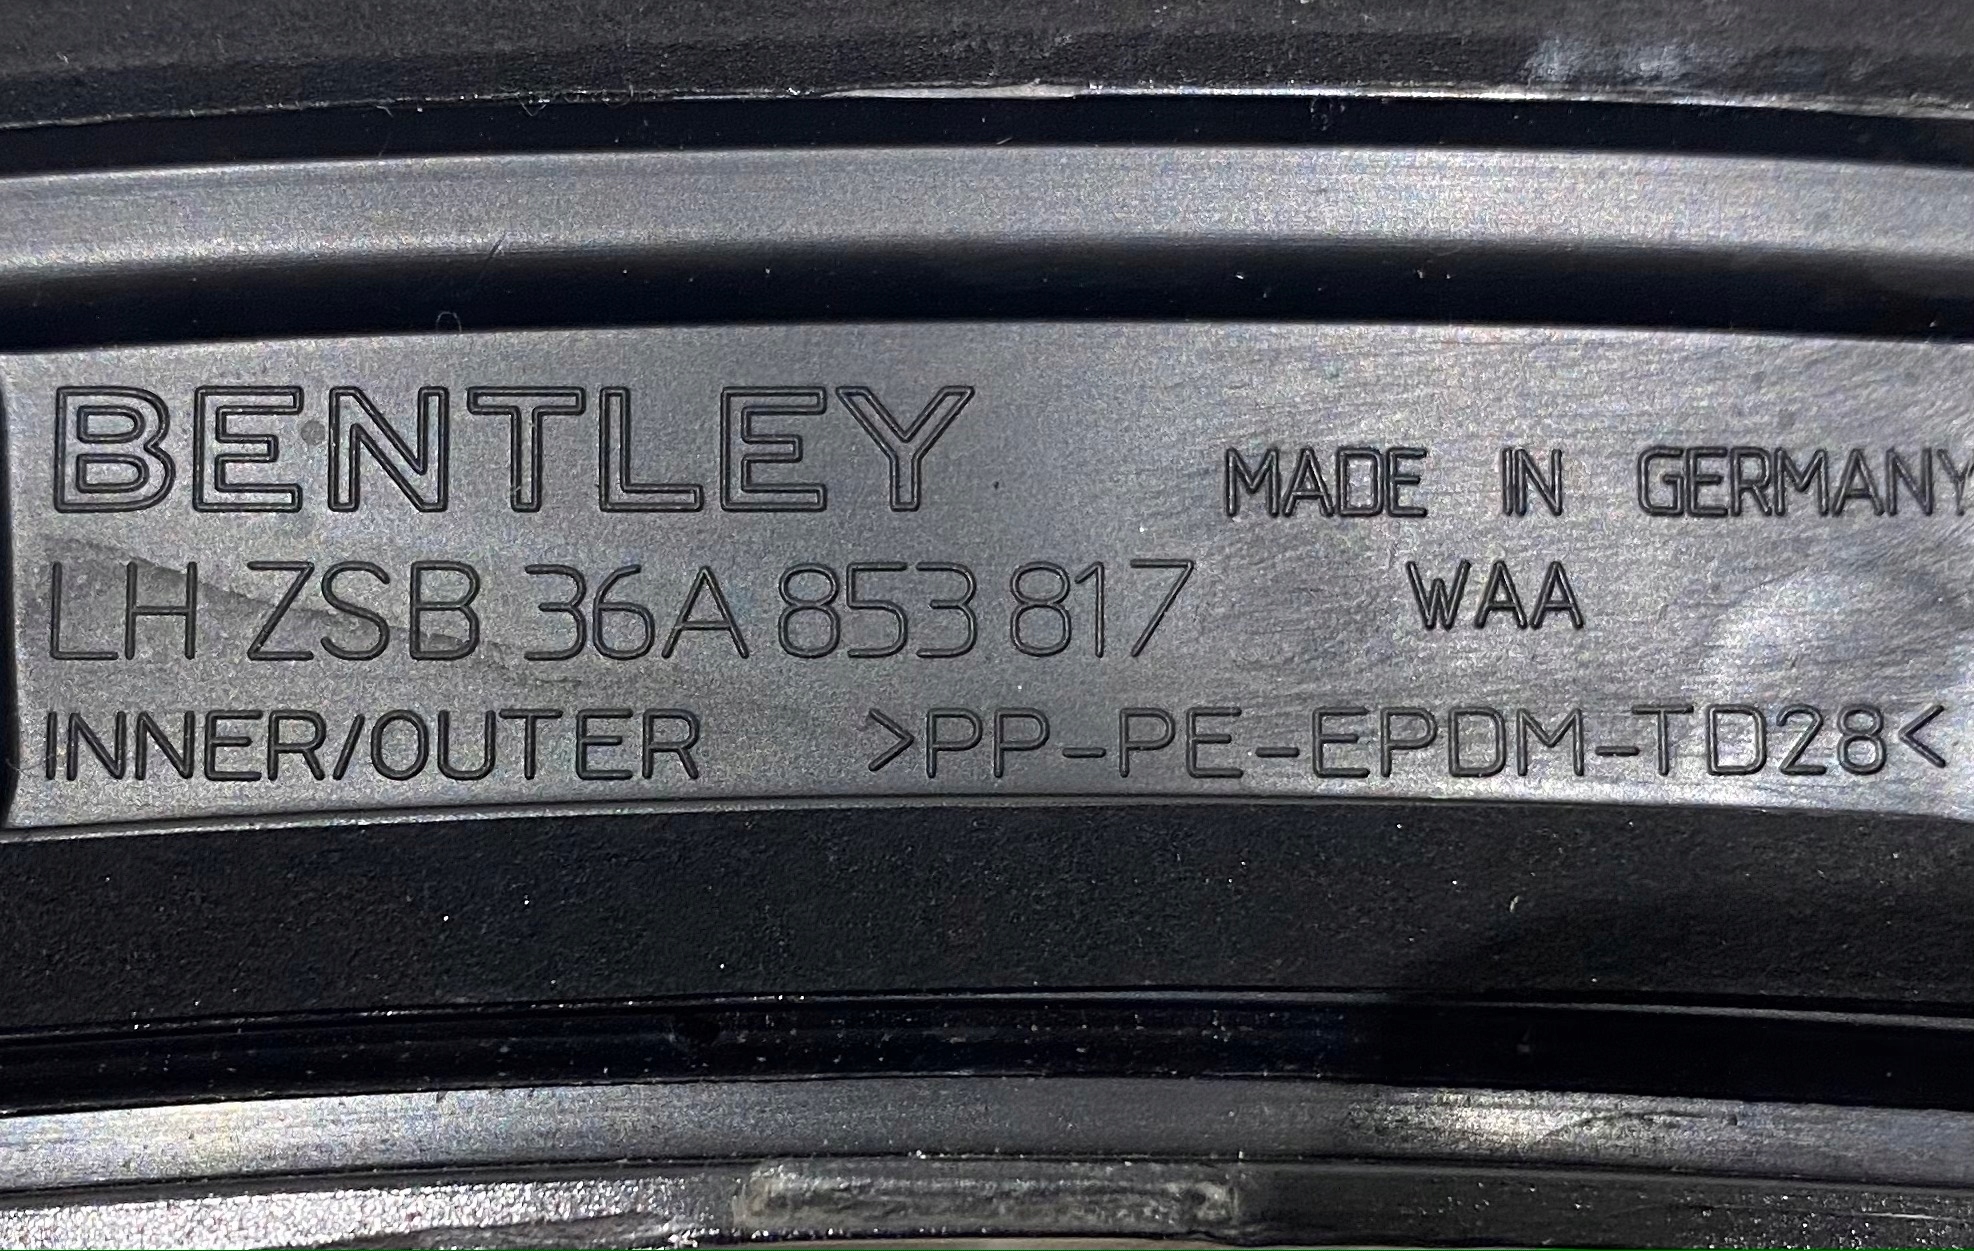 BENTLEY
MADE IN GERMANY
LH ZSB 36A 853 817
WAA
INNER/OUTER >PP-PE-EPDM-TD28<